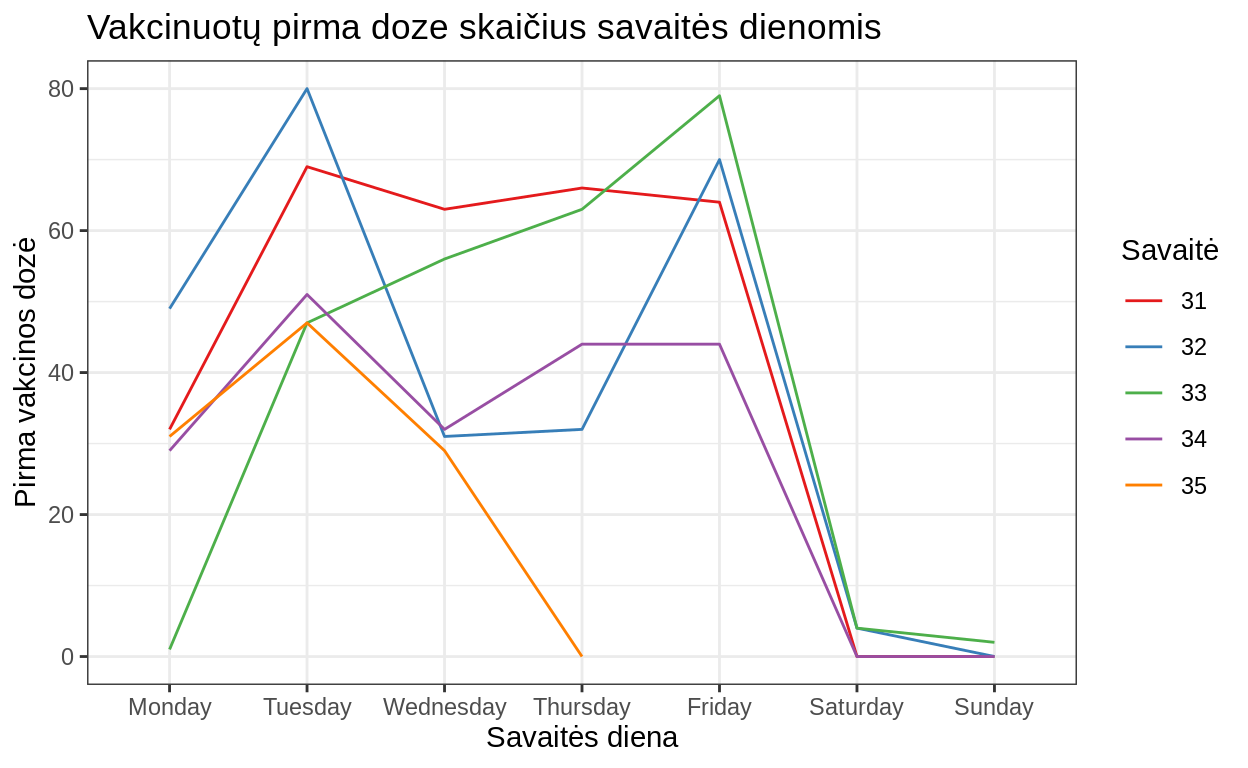 Vakcinuotų pirma doze skaičius savaitės dienomis
Pirma vakcinos dozė
80
60
40
20
0
Monday Tuesday Wednesday Thursday Friday Saturday Sunday
Savaitės diena
Savaitė
31
32
33
34
35